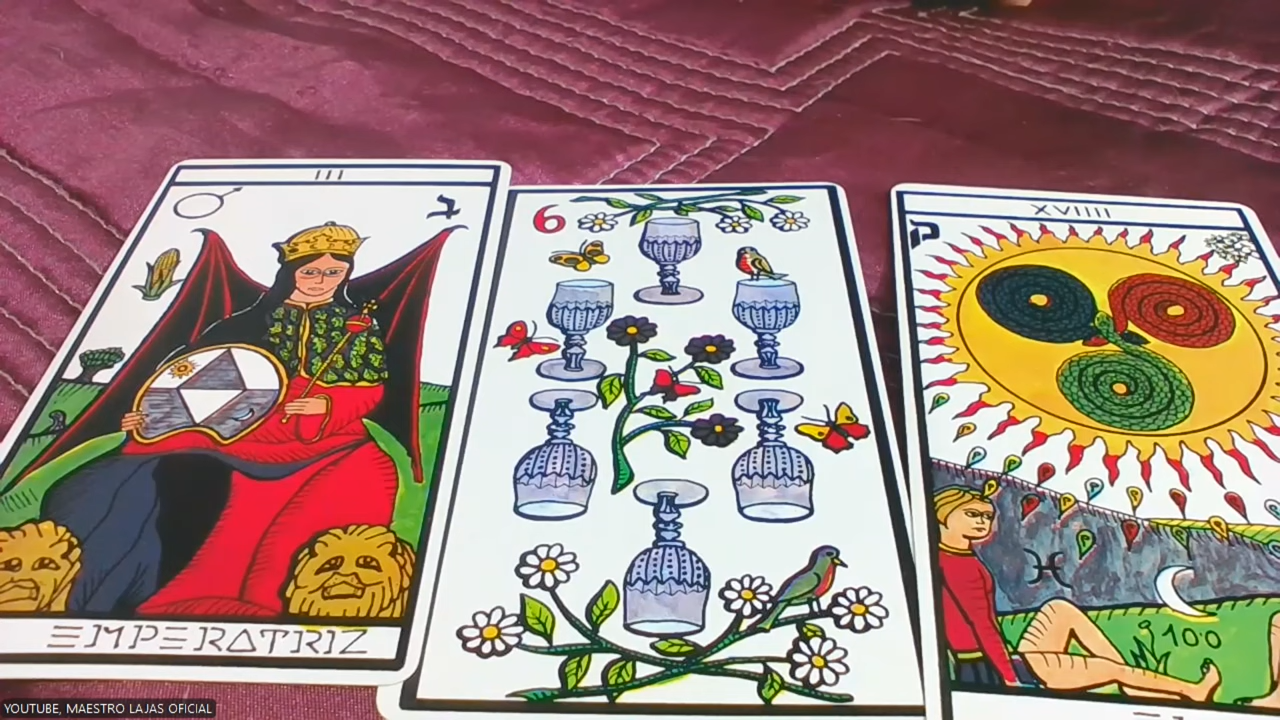 III
ג
EMPERATRIZ
6
XVIIII
ק
100
YOUTUBE, MAESTRO LAJAS OFICIAL